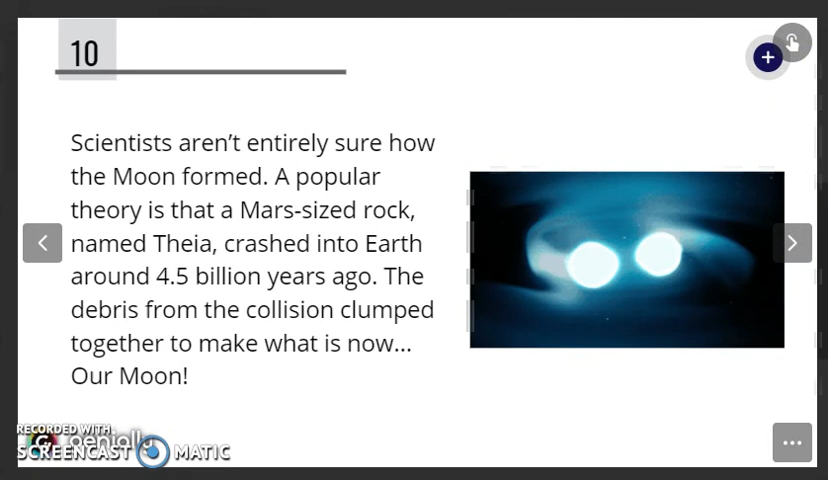 10
Scientists aren't entirely sure how
the Moon formed. A popular
theory is that a Mars-sized rock,
named Theia, crashed into Earth
around 4.5 billion years ago. The
debris from the collision clumped
together to make what is now...
Our Moon!
RECORDED WITH
genially
SCREENCAST MATIC